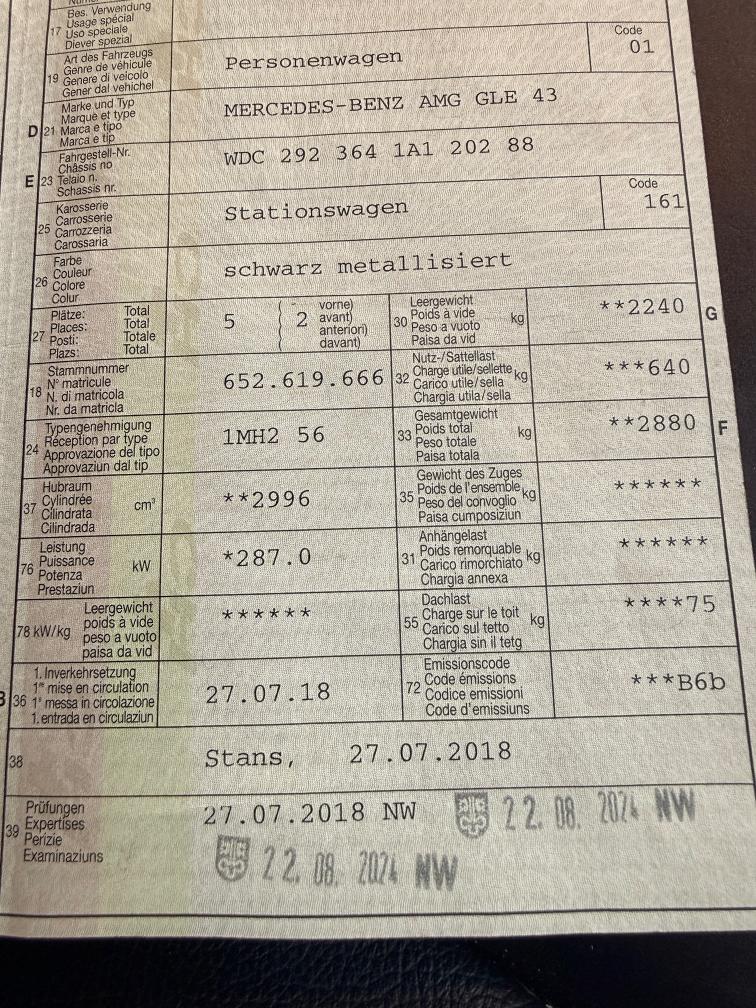 Bes. Verwendung
17 Usage spécial
Uso speciale
Diever spezial
Art des Fahrzeugs
Genre de véhicule
19 Genere di veicolo
Gener dal vehichel
Personenwagen
Code
01
Marke und Typ
Marque et type
D 21 Marca e tipo
Marca e tip
MERCEDES-BENZ AMG GLE 43
Fahrgestell-Nr.
Châssis no
E 23 Telaio n.
Schassis nr.
WDC 292 364 1A1 202 88
Karosserie
25 Carrosserie
Carrozzeria
Carossaria
Stationswagen
Code
161
Farbe
26 Couleur
Colore
Colur
schwarz metallisiert
Plätze: Total
27 Places: Total
Posti: Totale
Plazs: Total
5 ( 2 vorne)
avant)
anteriori)
davant)
Leergewicht
30 Poids à vide kg
Peso a vuoto
Paisa da vid
**2240 G
Stammnummer
18 N° matricule
N. di matricola
Nr. da matricla
652.619.666
Nutz-/Sattellast
32 Charge utile/sellette kg
Carico utile/sella
Chargia utila/sella
***640
Typengenehmigung
24 Réception par type
Approvazione del tipo
Approvaziun dal tip
1MH2 56
Gesamtgewicht
33 Poids total kg
Peso totale
Paisa totala
**2880 F
Hubraum
37 Cylindrée cm³
Cilindrata
Cilindrada
**2996
Gewicht des Zuges
35 Poids de l'ensemble kg
Peso del convoglio
Paisa cumposiziun
******
Leistung
76 Puissance kW
Potenza
Prestaziun
*287.0
Anhängelast
31 Poids remorquable kg
Carico rimorchiato
Chargia annexa
******
Leergewicht
78 kW/kg poids à vide
peso a vuoto
paisa da vid
******
Dachlast
55 Charge sur le toit kg
Carico sul tetto
Chargia sin il tetg
****75
1. Inverkehrsetzung
1re mise en circulation
B 36 1a messa in circolazione
1. entrada en circulaziun
27.07.18
Emissionscode
72 Code émissions
Codice emissioni
Code d'emissiuns
***B6b
38
Stans, 27.07.2018
Prüfungen
39 Expertises
Perizie
Examinaziuns
27.07.2018 NW 22. 08. 2024 NW
22. 08. 2024 NW